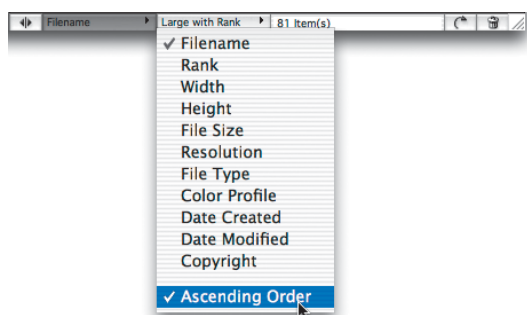 Filename Large with Rank 81 Item(s)
✓ Filename
Rank
Width
Height
File Size
Resolution
File Type
Color Profile
Date Created
Date Modified
Copyright
✓ Ascending Order